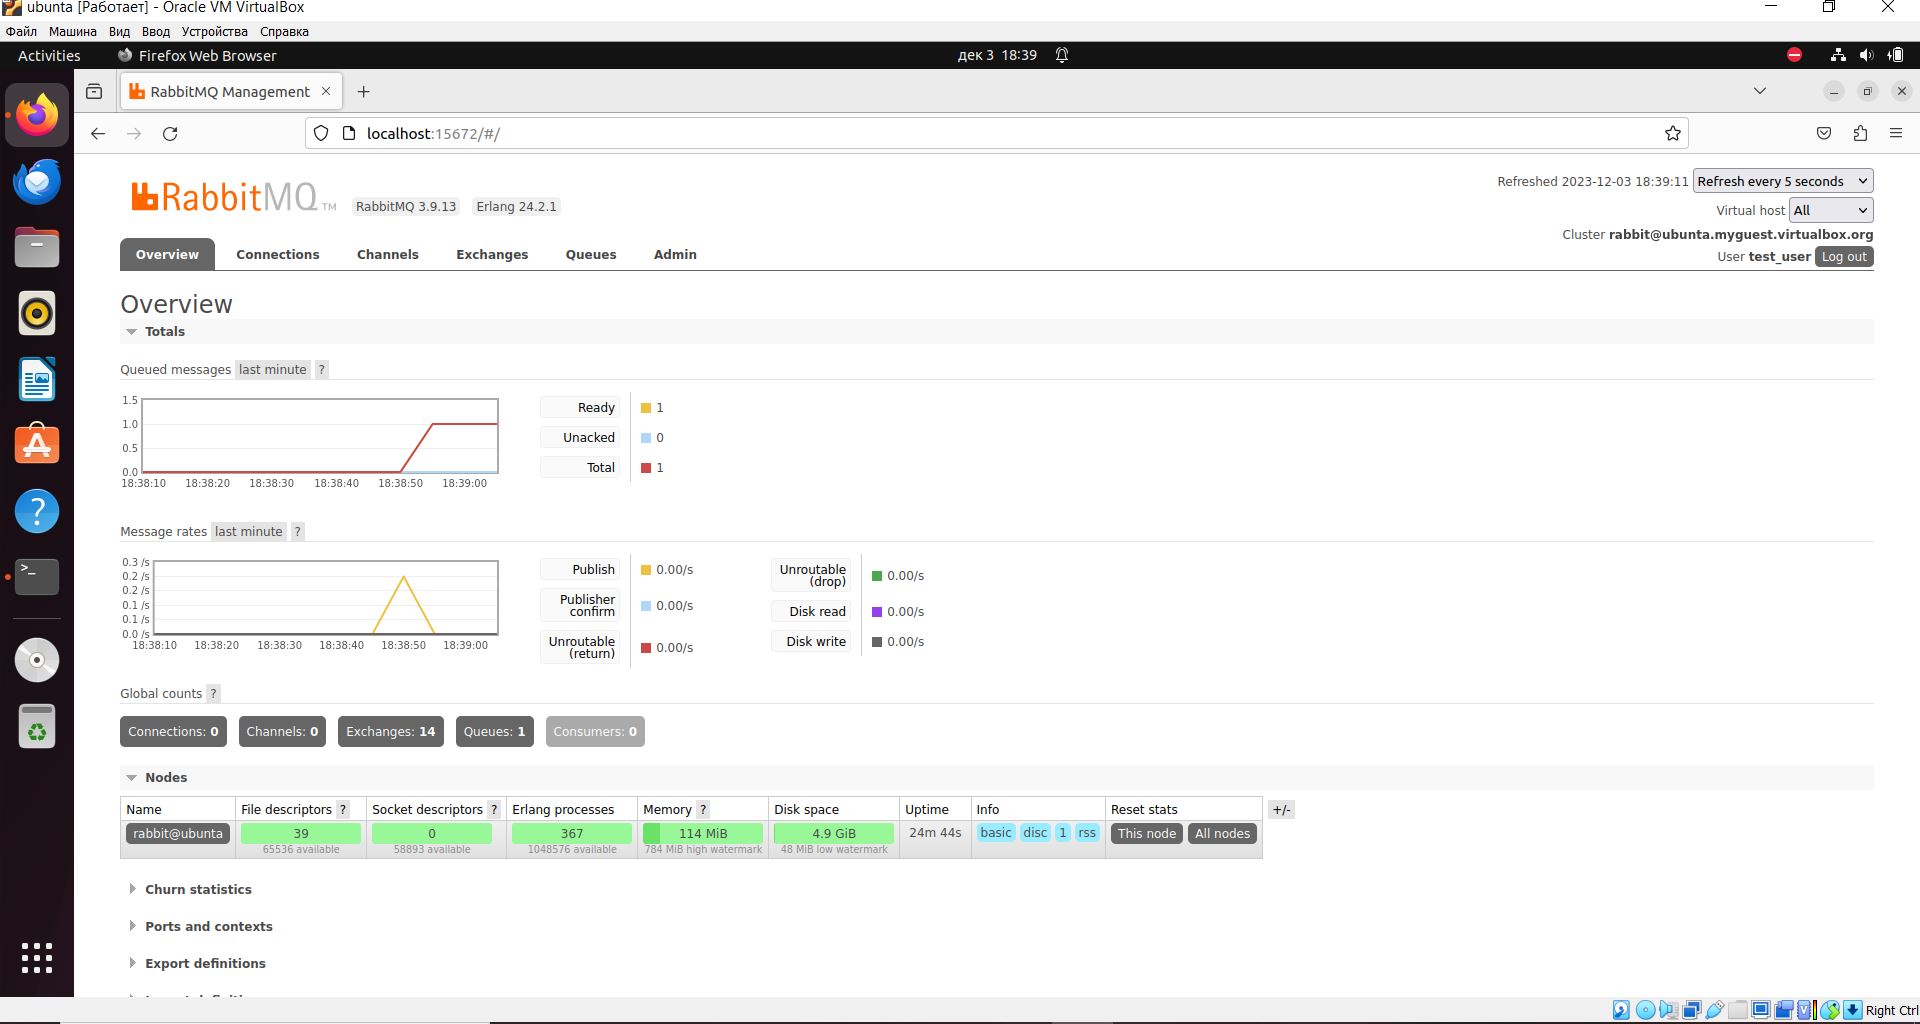 ubunta [Работает] - Oracle VM VirtualBox
Файл Машина Вид Ввод Устройства Справка
Activities Firefox Web Browser дек 3 18:39
RabbitMQ Management
localhost:15672/#/
RabbitMQ TM RabbitMQ 3.9.13 Erlang 24.2.1
Refreshed 2023-12-03 18:39:11 Refresh every 5 seconds
Virtual host All
Cluster rabbit@ubunta.myguest.virtualbox.org
User test_user Log out
Overview Connections Channels Exchanges Queues Admin
Overview
Totals
Queued messages last minute ?
1.5
1.0
0.5
0.0
18:38:10 18:38:20 18:38:30 18:38:40 18:38:50 18:39:00
Ready 1
Unacked 0
Total 1
Message rates last minute ?
0.3 /s
0.2 /s
0.2 /s
0.1 /s
0.1 /s
0.0 /s
18:38:10 18:38:20 18:38:30 18:38:40 18:38:50 18:39:00
Publish 0.00/s
Publisher confirm 0.00/s
Unroutable (return) 0.00/s
Unroutable (drop) 0.00/s
Disk read 0.00/s
Disk write 0.00/s
Global counts ?
Connections: 0 Channels: 0 Exchanges: 14 Queues: 1 Consumers: 0
Nodes
Name File descriptors ? Socket descriptors ? Erlang processes Memory ? Disk space Uptime Info Reset stats +/-
rabbit@ubunta 39 0 367 114 MiB 4.9 GiB 24m 44s basic disc 1 rss This node All nodes
65536 available 58893 available 1048576 available 784 MiB high watermark 48 MiB low watermark
Churn statistics
Ports and contexts
Export definitions
Right Ctrl